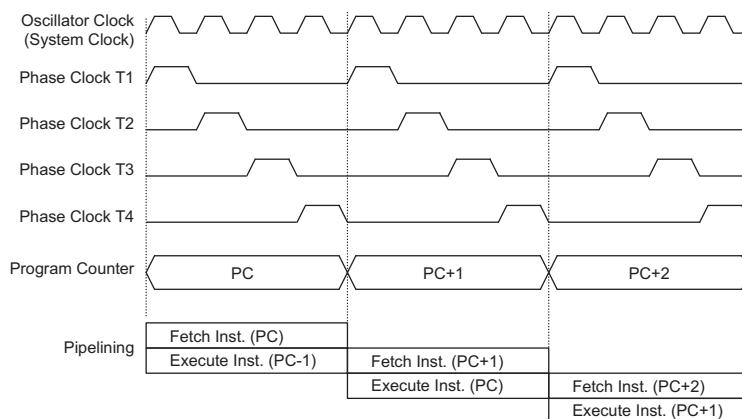 Oscillator Clock
(System Clock)
Phase Clock T1
Phase Clock T2
Phase Clock T3
Phase Clock T4
Program Counter
PC
PC+1
PC+2
Pipelining
Fetch Inst. (PC)
Execute Inst. (PC-1)
Fetch Inst. (PC+1)
Execute Inst. (PC)
Fetch Inst. (PC+2)
Execute Inst. (PC+1)